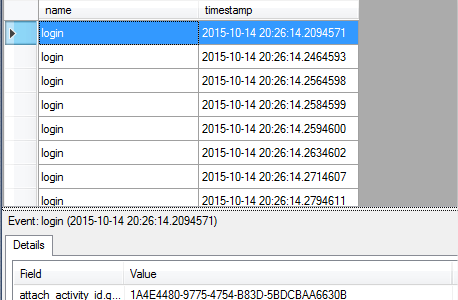 name timestamp
login 2015-10-14 20:26:14.2094571
login 2015-10-14 20:26:14.2464593
login 2015-10-14 20:26:14.2564598
login 2015-10-14 20:26:14.2584599
login 2015-10-14 20:26:14.2594600
login 2015-10-14 20:26:14.2634602
login 2015-10-14 20:26:14.2714607
login 2015-10-14 20:26:14.2794611
Event: login (2015-10-14 20:26:14.2094571)
Details
Field Value
attach_activity_id.g... 1A4E4480-9775-4754-B83D-5BDCBAA6630B